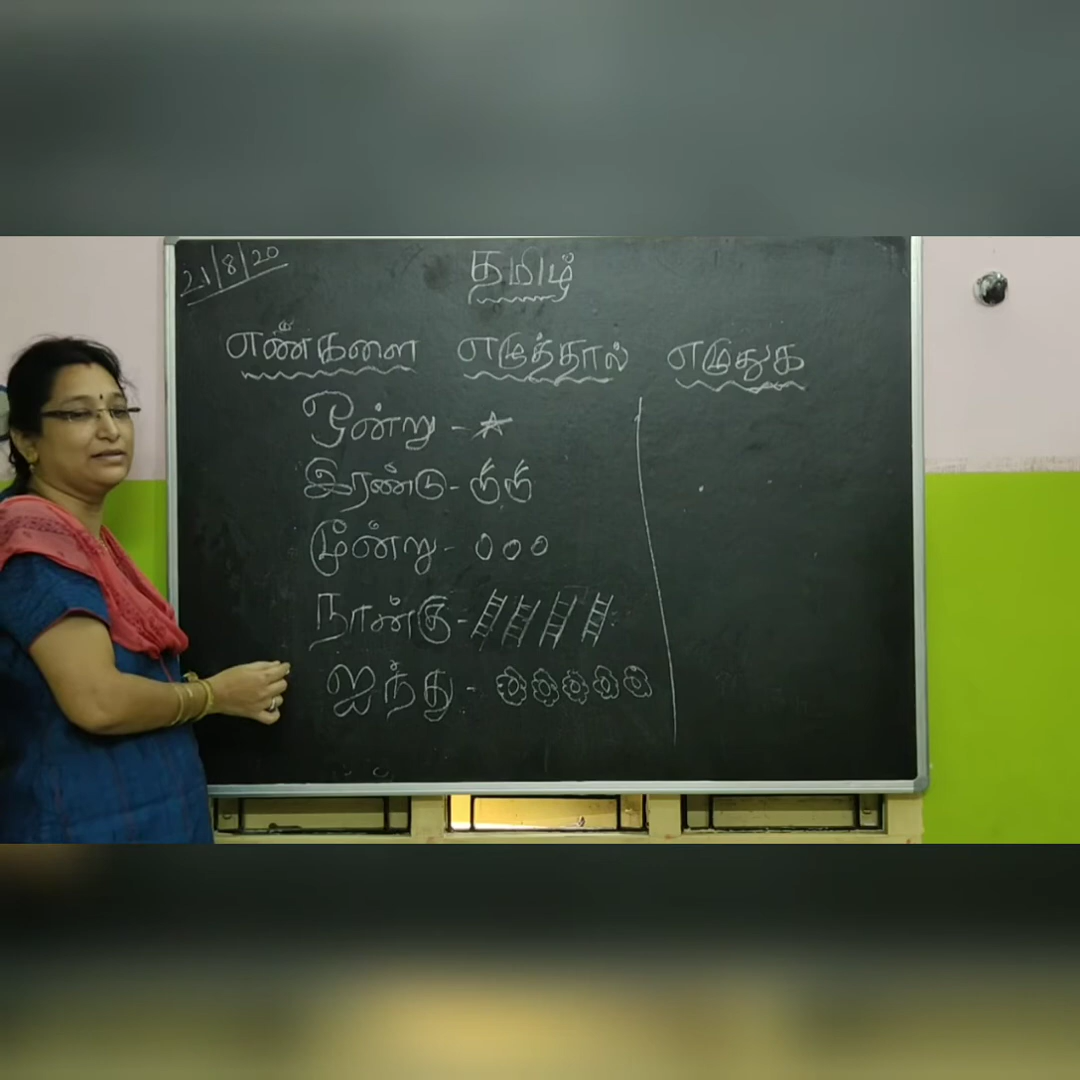 21/8/20
தமிழ்
எண்களை எழுத்தால் எழுதுக
ஒன்று -
இரண்டு -
மூன்று -
நான்கு -
ஐந்து -